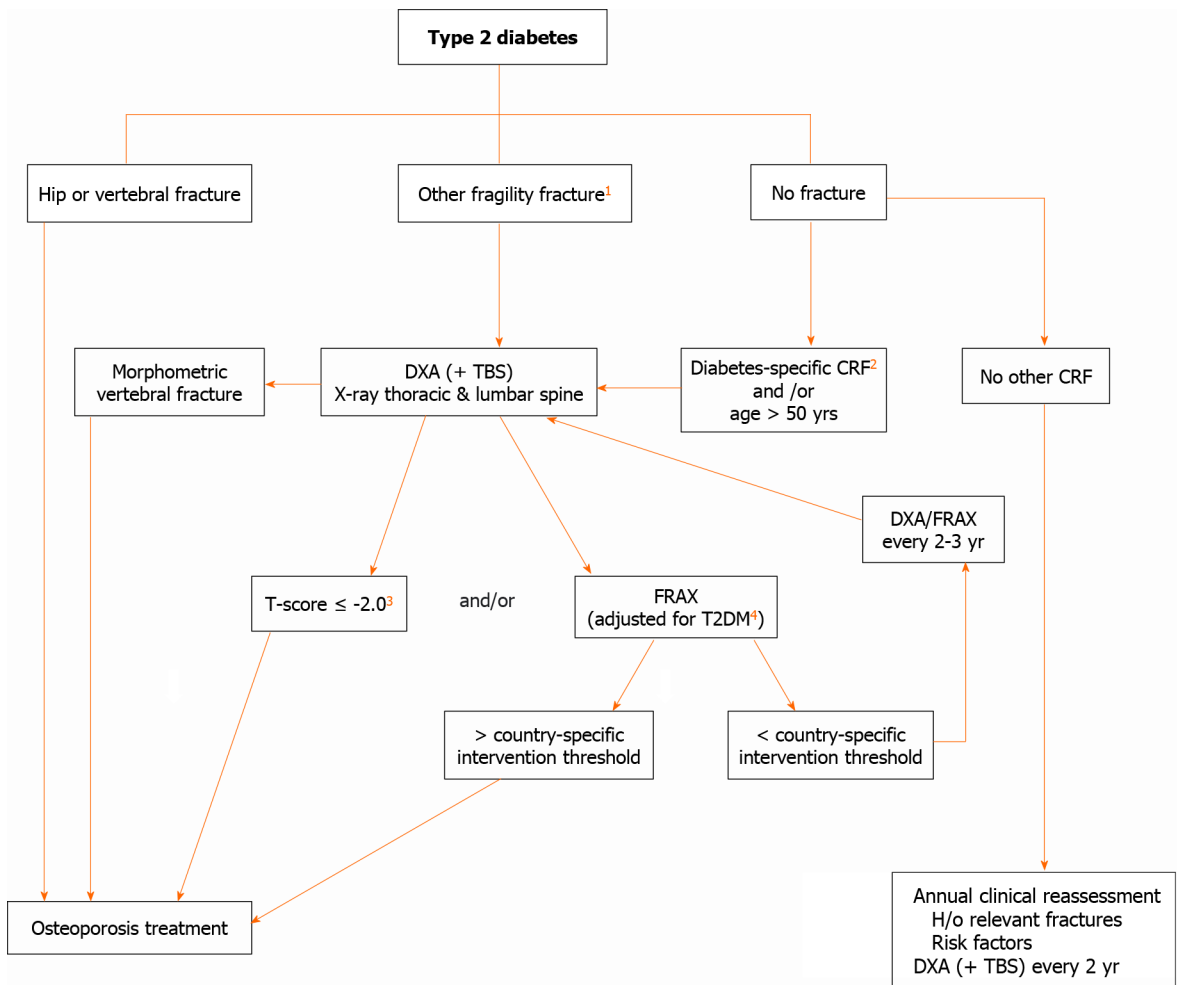 Type 2 diabetes
Hip or vertebral fracture
Other fragility fracture1
No fracture
Morphometric
vertebral fracture
DXA (+ TBS)
X-ray thoracic & lumbar spine
Diabetes-specific CRF2
and /or
age > 50 yrs
No other CRF
DXA/FRAX
every 2-3 yr
T-score ≤ -2.03
and/or
FRAX
(adjusted for T2DM4)
> country-specific
intervention threshold
< country-specific
intervention threshold
Osteoporosis treatment
Annual clinical reassessment
H/o relevant fractures
Risk factors
DXA (+ TBS) every 2 yr